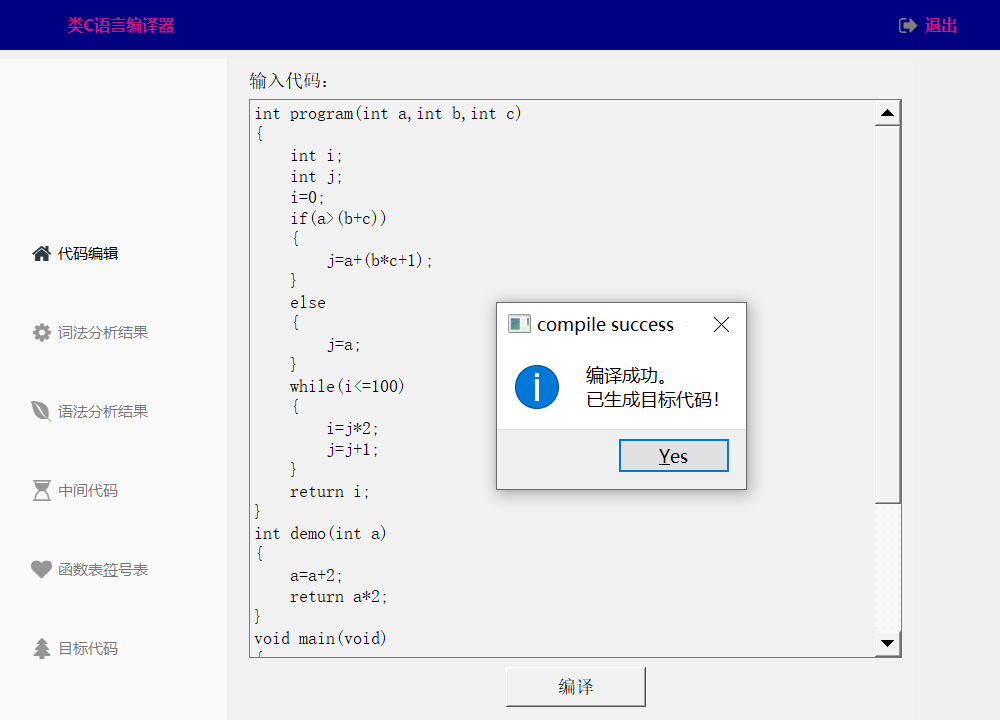 类C语言编译器
退出
代码编辑
词法分析结果
语法分析结果
中间代码
函数表符号表
目标代码
输入代码：
int program(int a,int b,int c)
{
    int i;
    int j;
    i=0;
    if(a>(b+c))
    {
        j=a+(b*c+1);
    }
    else
    {
        j=a;
    }
    while(i<=100)
    {
        i=j*2;
        j=j+1;
    }
    return i;
}
int demo(int a)
{
    a=a+2;
    return a*2;
}
void main(void)
{
compile success
编译成功。
已生成目标代码！
Yes
编译